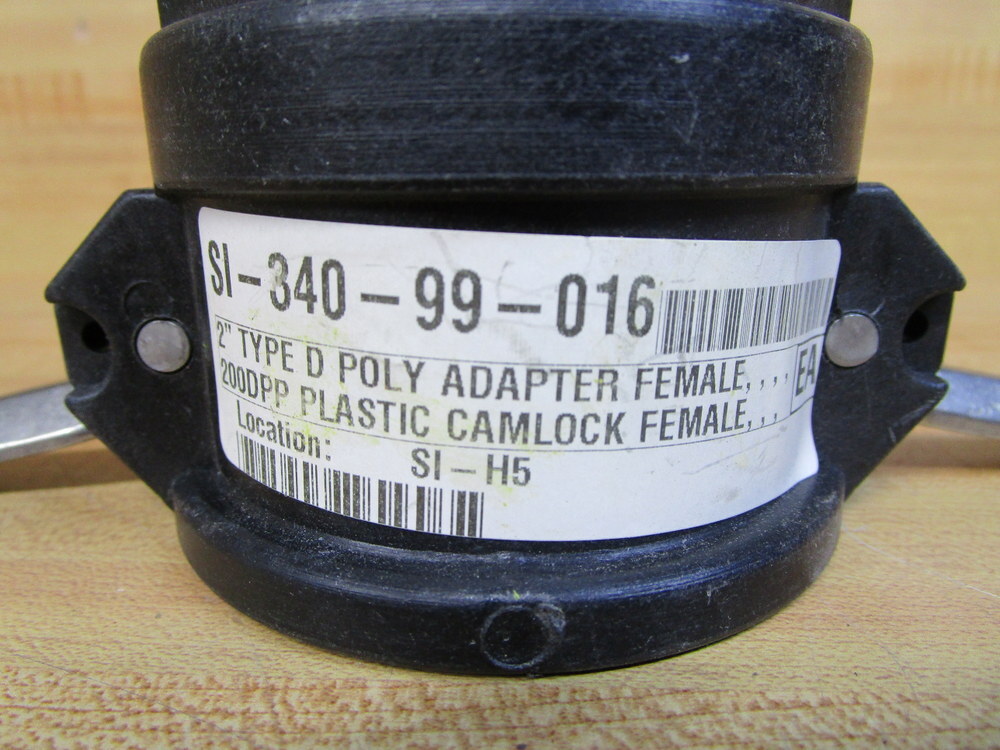 SI-340-99-016
2" TYPE D POLY ADAPTER FEMALE,,,, EA
200DPP PLASTIC CAMLOCK FEMALE,,,
Location: SI-H5